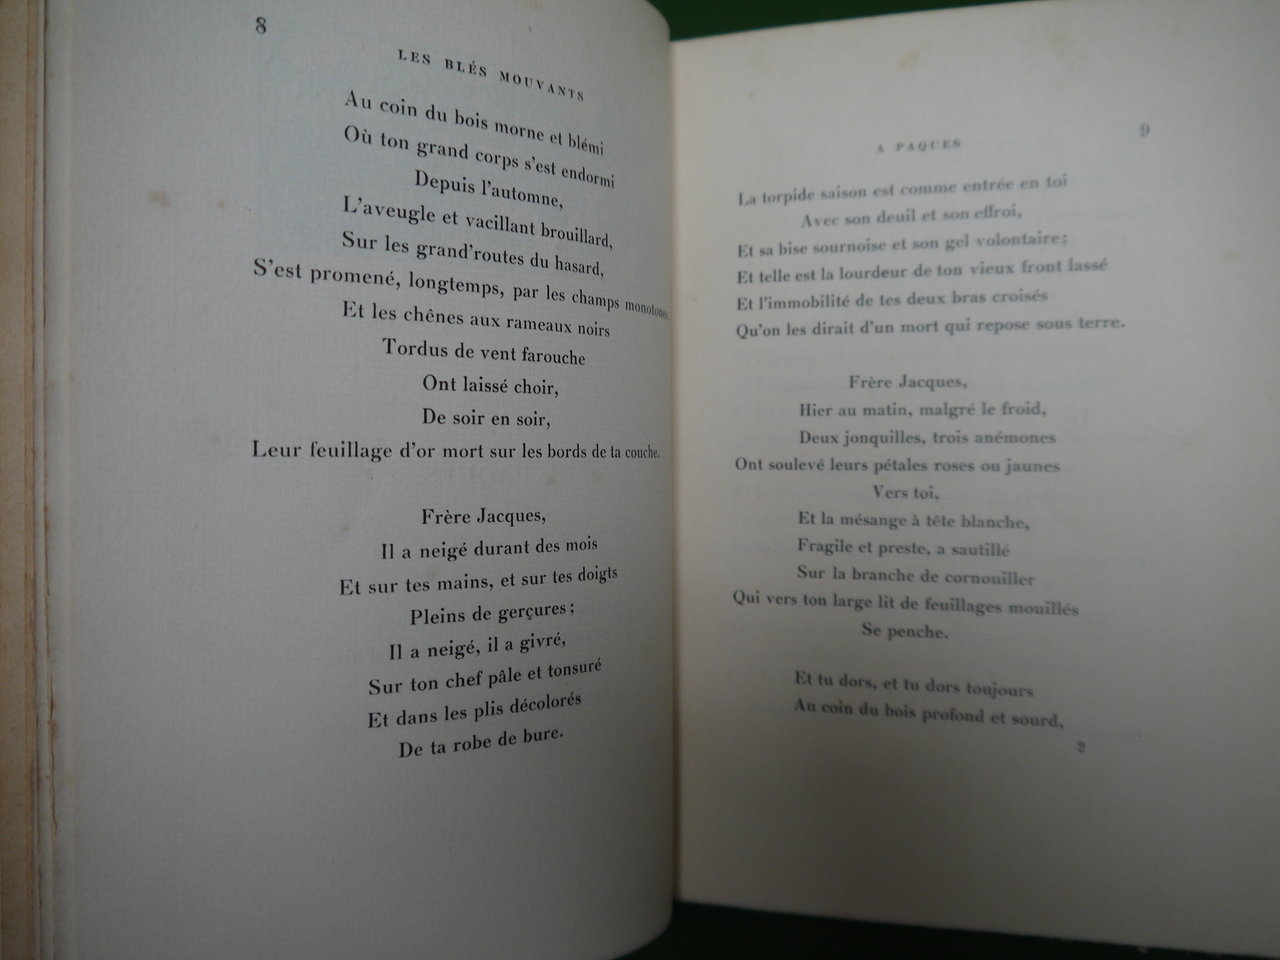 8
LES BLÉS MOUVANTS
Au coin du bois morne et blémi
Où ton grand corps s'est endormi
Depuis l'automne,
L'aveugle et vacillant brouillard,
Sur les grand'routes du hasard,
S'est promené, longtemps, par les champs monotones
Et les chênes aux rameaux noirs
Tordus de vent farouche
Ont laissé choir,
De soir en soir,
Leur feuillage d'or mort sur les bords de ta couche.
Frère Jacques,
Il a neigé durant des mois
Et sur tes mains, et sur tes doigts
Pleins de gerçures ;
Il a neigé, il a givré,
Sur ton chef pâle et tonsuré
Et dans les plis décolorés
De ta robe de bure.
A PAQUES
9
La torpide saison est comme entrée en toi
Avec son deuil et son effroi,
Et sa bise sournoise et son gel volontaire ;
Et telle est la lourdeur de ton vieux front lassé
Et l'immobilité de tes deux bras croisés
Qu'on les dirait d'un mort qui repose sous terre.
Frère Jacques,
Hier au matin, malgré le froid,
Deux jonquilles, trois anémones
Ont soulevé leurs pétales roses ou jaunes
Vers toi,
Et la mésange à tête blanche,
Fragile et preste, a sautillé
Sur la branche de cornouiller
Qui vers ton large lit de feuillages mouillés
Se penche.
Et tu dors, et tu dors toujours
Au coin du bois profond et sourd,
2